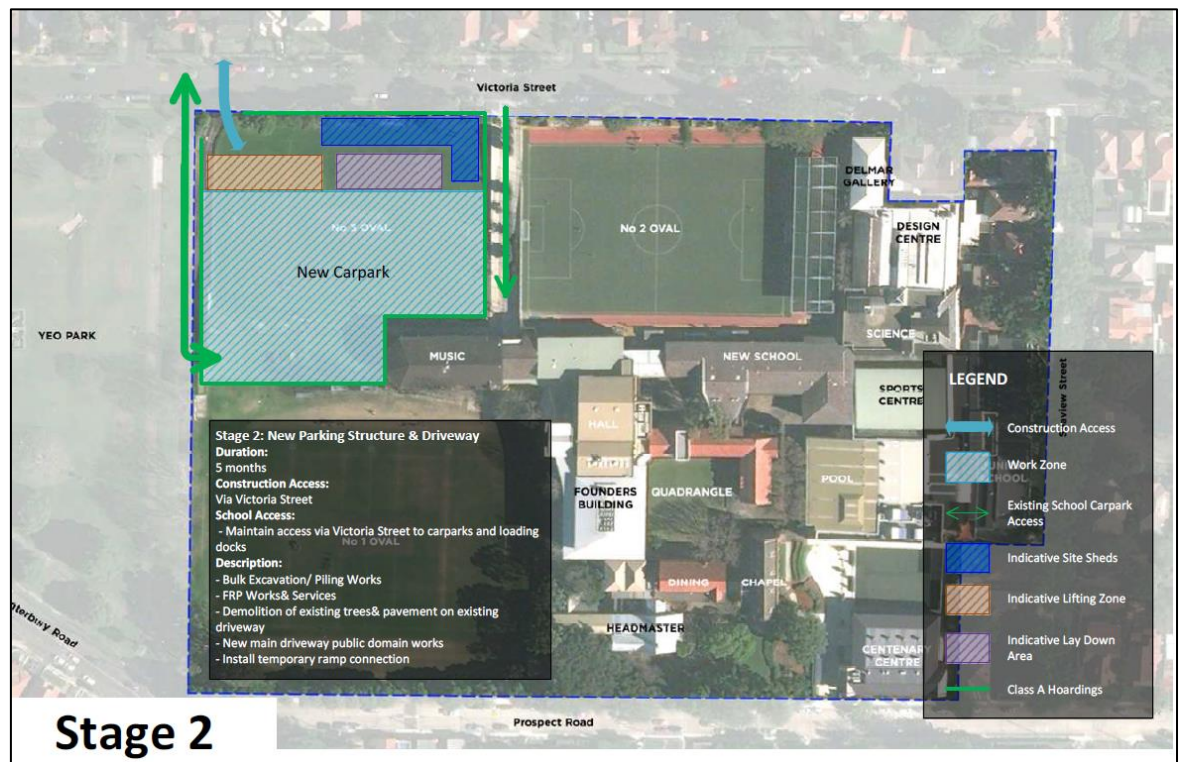 Victoria Street
DELMAR
GALLERY
DESIGN
CENTRE
No 3 OVAL
No 2 OVAL
New Carpark
YEO PARK
MUSIC
NEW SCHOOL
SCIENCE
SPORTS
CENTRE
HALL
FOUNDERS
BUILDING
QUADRANGLE
POOL
DINING
CHAPEL
HEADMASTER
CENTENARY
CENTRE
Prospect Road
Stage 2: New Parking Structure & Driveway
Duration:
5 months
Construction Access:
Via Victoria Street
School Access:
- Maintain access via Victoria Street to carparks and loading
docks
No 1 OVAL
Description:
- Bulk Excavation/ Piling Works
- FRP Works& Services
- Demolition of existing trees& pavement on existing
driveway
- New main driveway public domain works
- Install temporary ramp connection
LEGEND
Construction Access
Work Zone
Existing School Carpark
Access
Indicative Site Sheds
Indicative Lifting Zone
Indicative Lay Down
Area
Class A Hoardings
Street
SCHOOL
Road
Stage 2